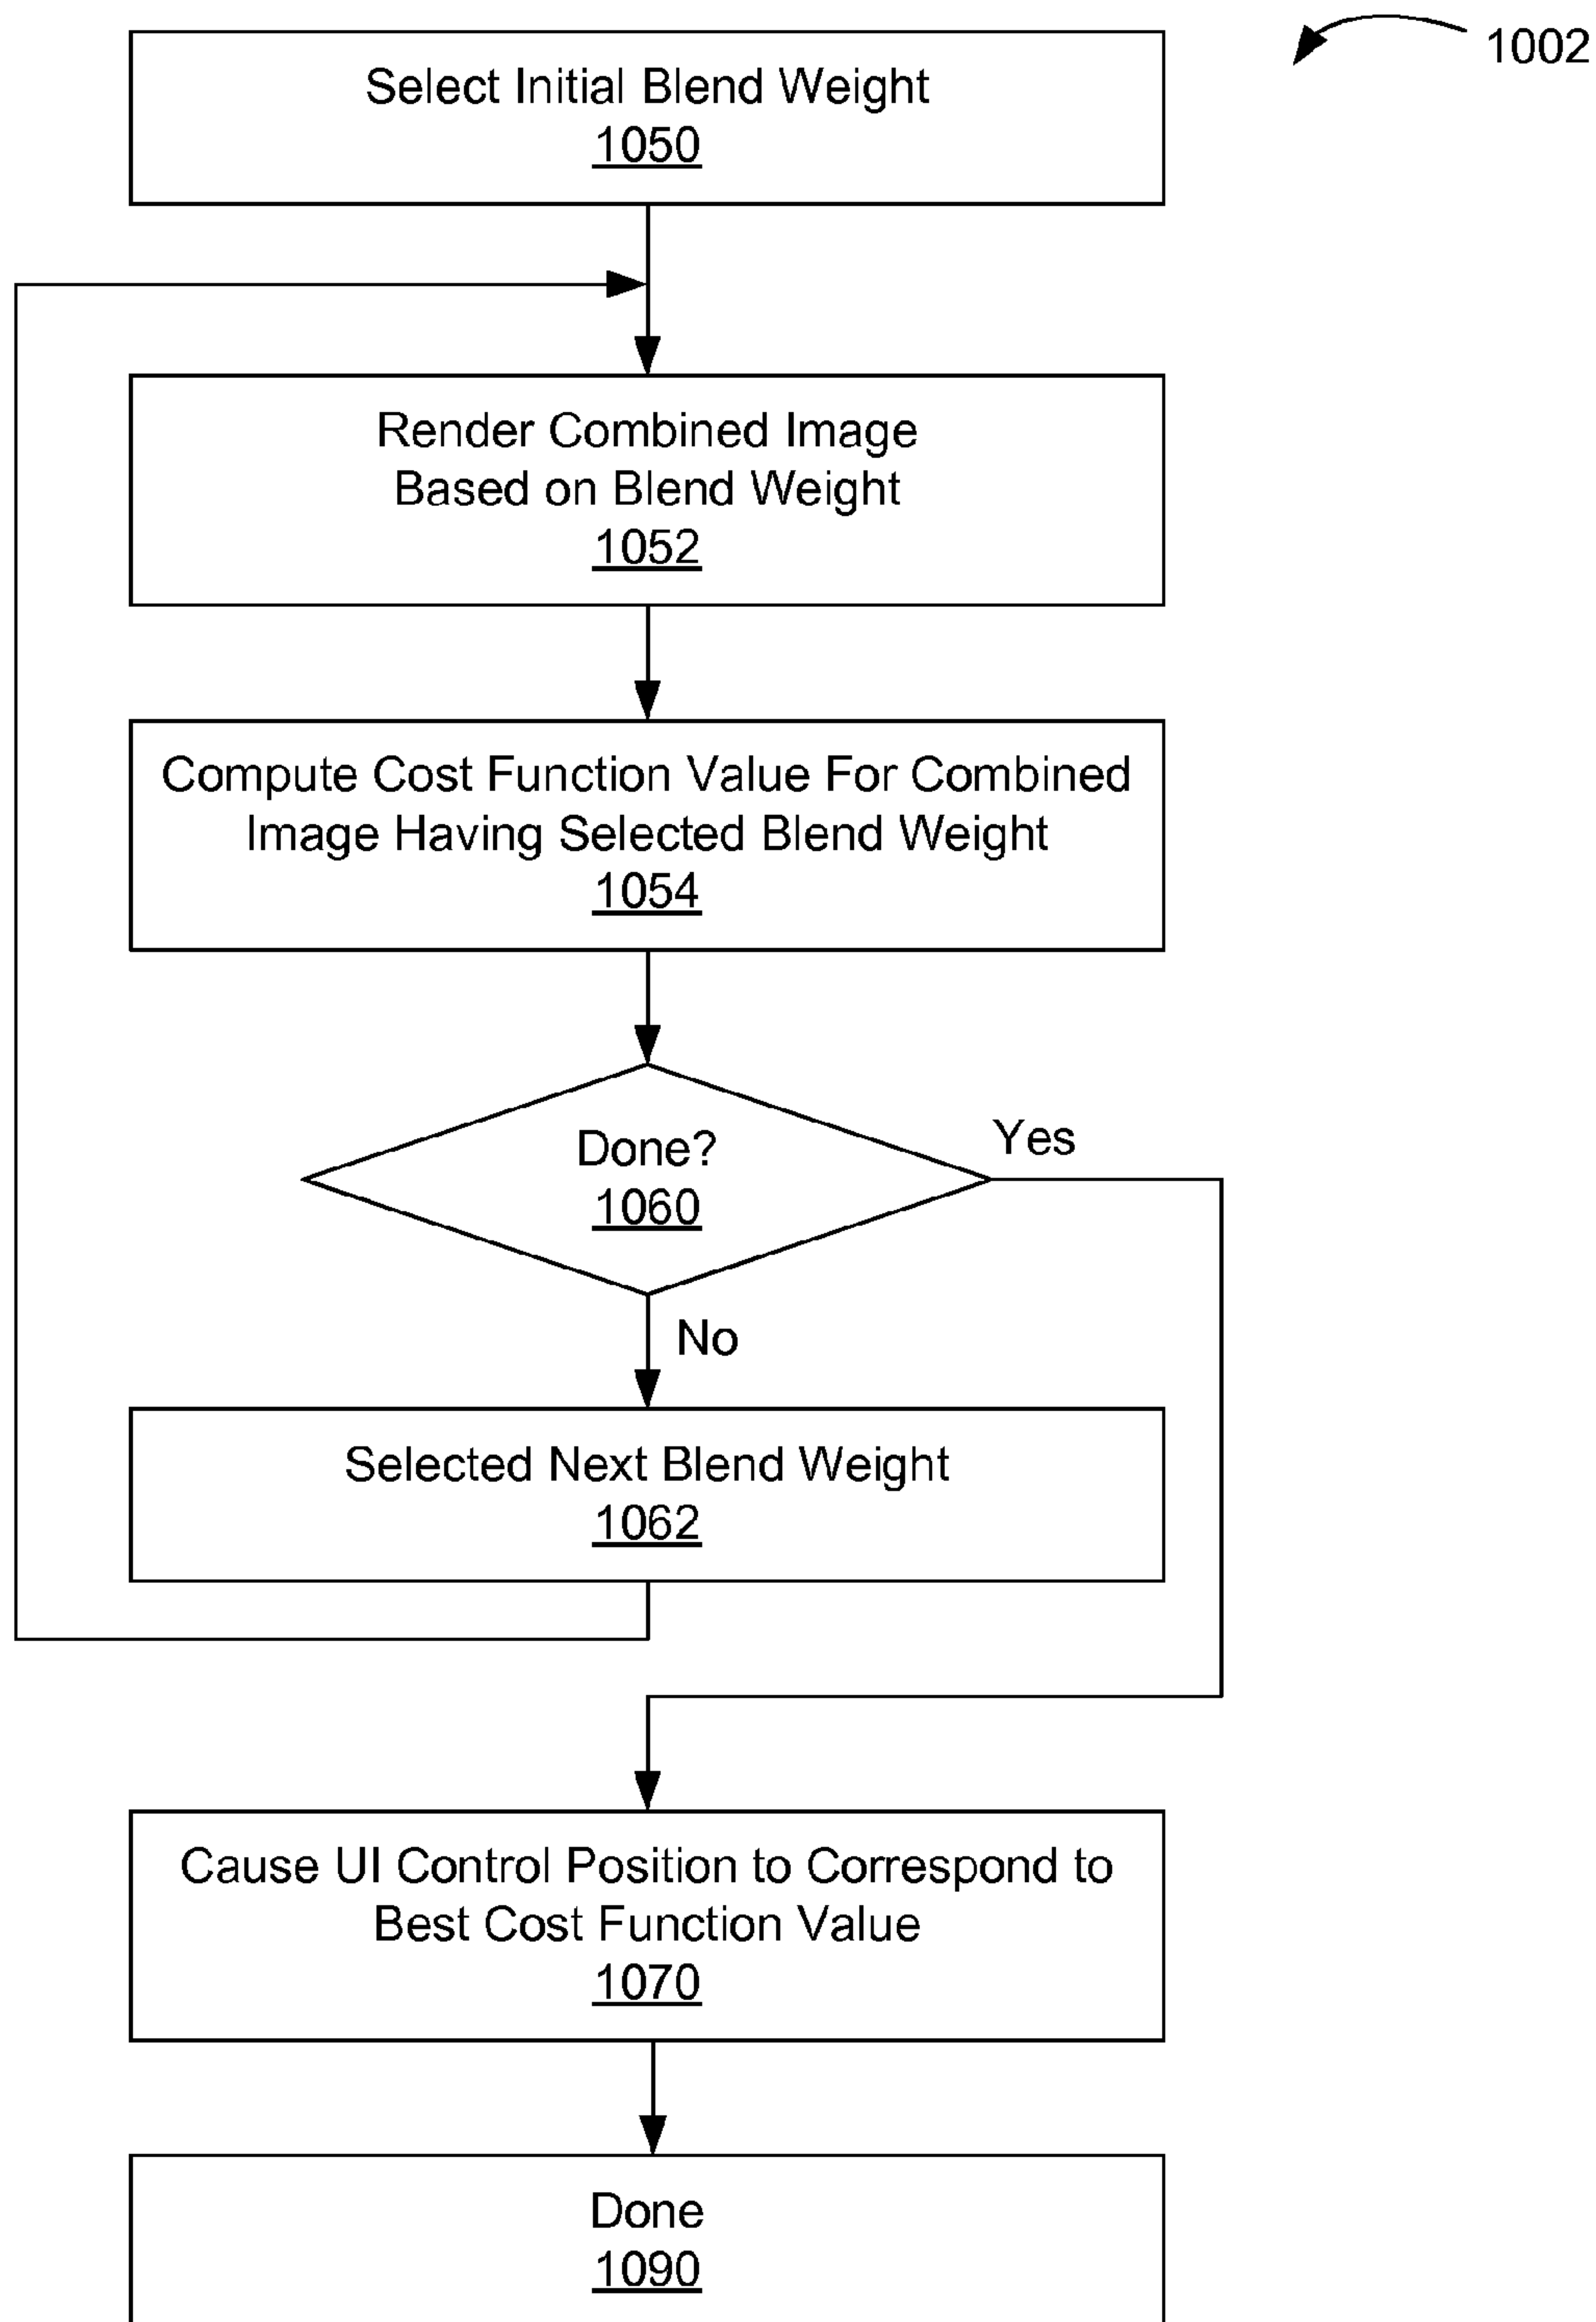 1002
Select Initial Blend Weight
1050
Render Combined Image
Based on Blend Weight
1052
Compute Cost Function Value For Combined
Image Having Selected Blend Weight
1054
Done?
1060
Yes
No
Selected Next Blend Weight
1062
Cause UI Control Position to Correspond to
Best Cost Function Value
1070
Done
1090